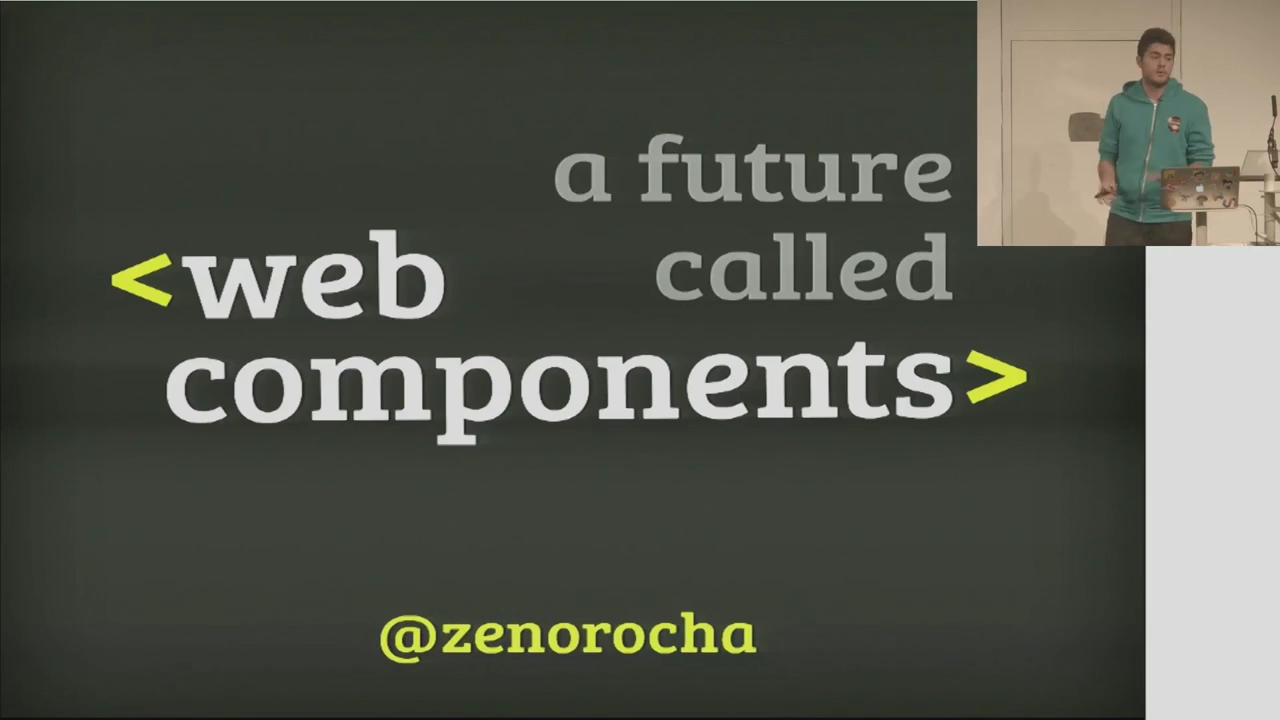 a future
called
<web
components>
@zenorocha